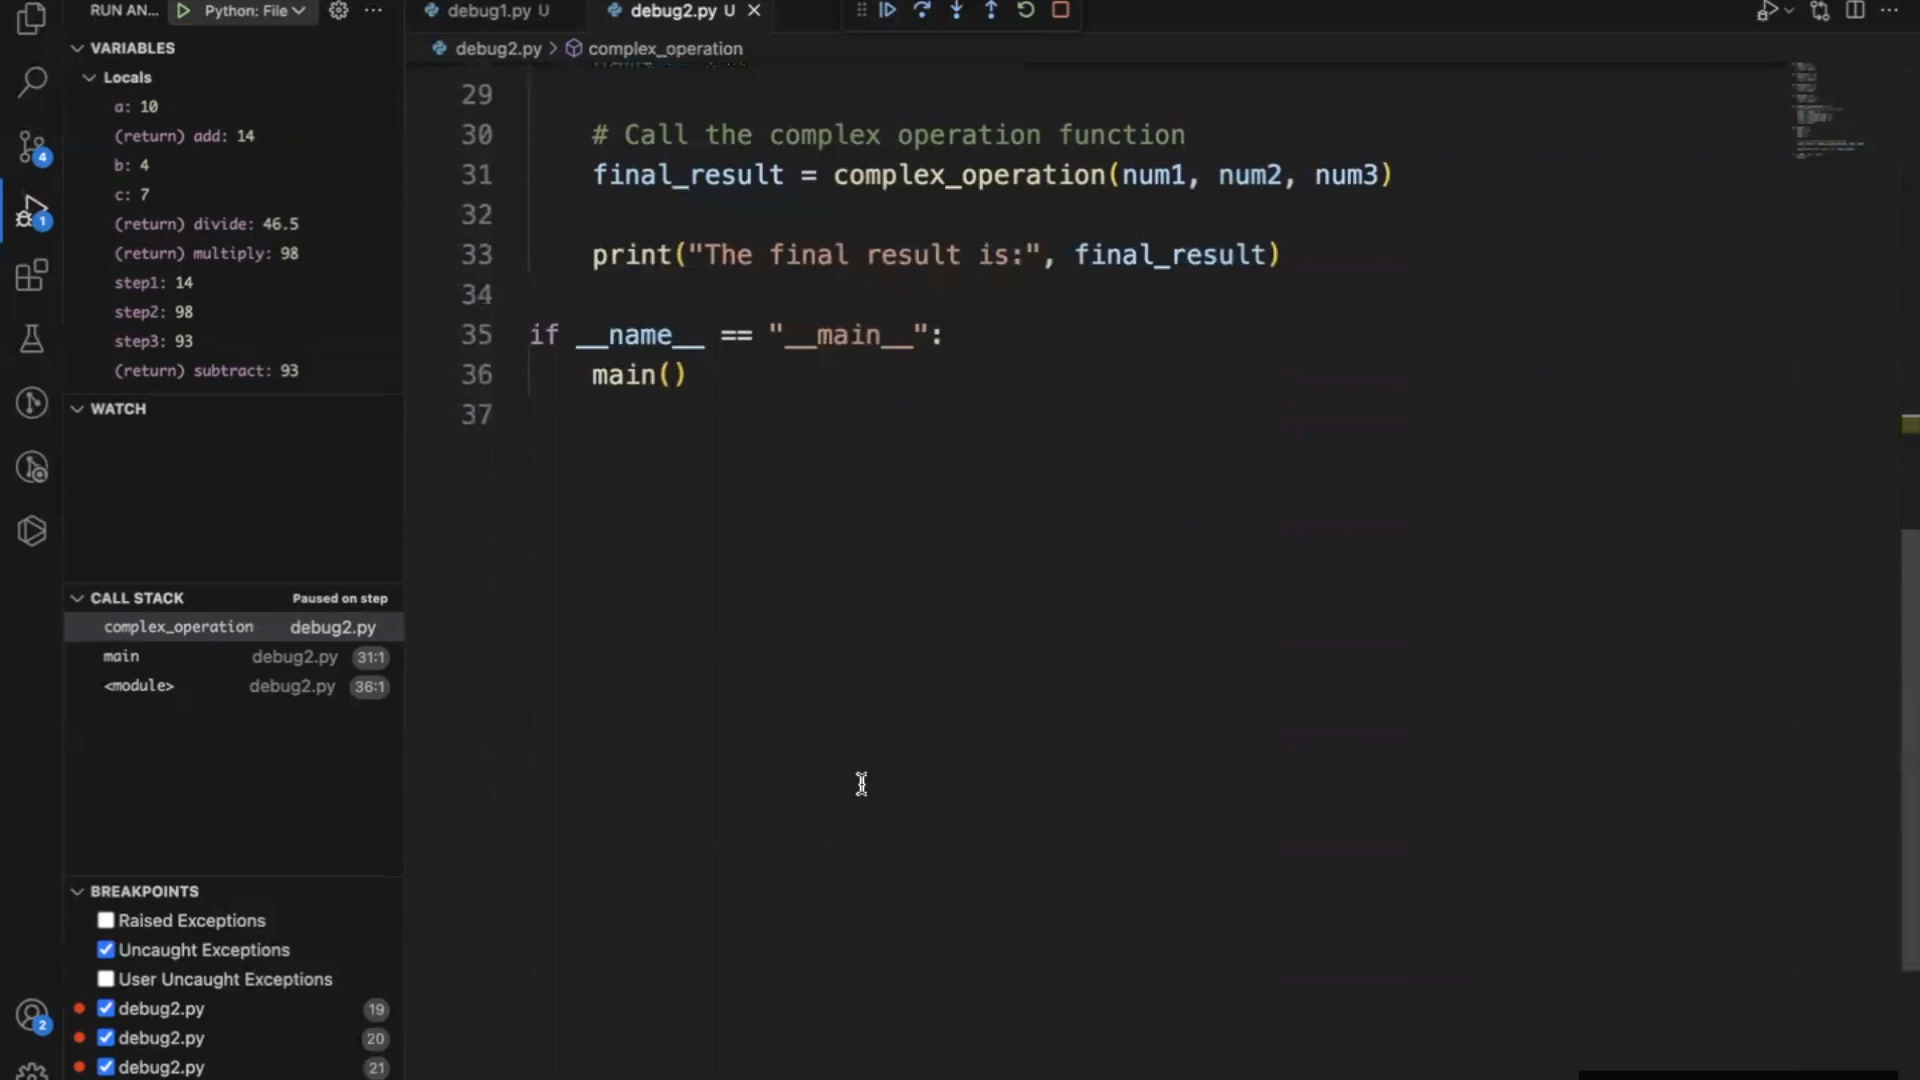 RUN AN... Python: File
VARIABLES
Locals
a: 10
(return) add: 14
b: 4
c: 7
(return) divide: 46.5
(return) multiply: 98
step1: 14
step2: 98
step3: 93
(return) subtract: 93
WATCH
CALL STACK Paused on step
complex_operation debug2.py
main debug2.py 31:1
<module> debug2.py 36:1
BREAKPOINTS
Raised Exceptions
Uncaught Exceptions
User Uncaught Exceptions
debug2.py 19
debug2.py 20
debug2.py 21
4
1
2
debug1.py U debug2.py U
debug2.py > complex_operation
29
30 # Call the complex operation function
31 final_result = complex_operation(num1, num2, num3)
32
33 print("The final result is:", final_result)
34
35 if __name__ == "__main__":
36 main()
37